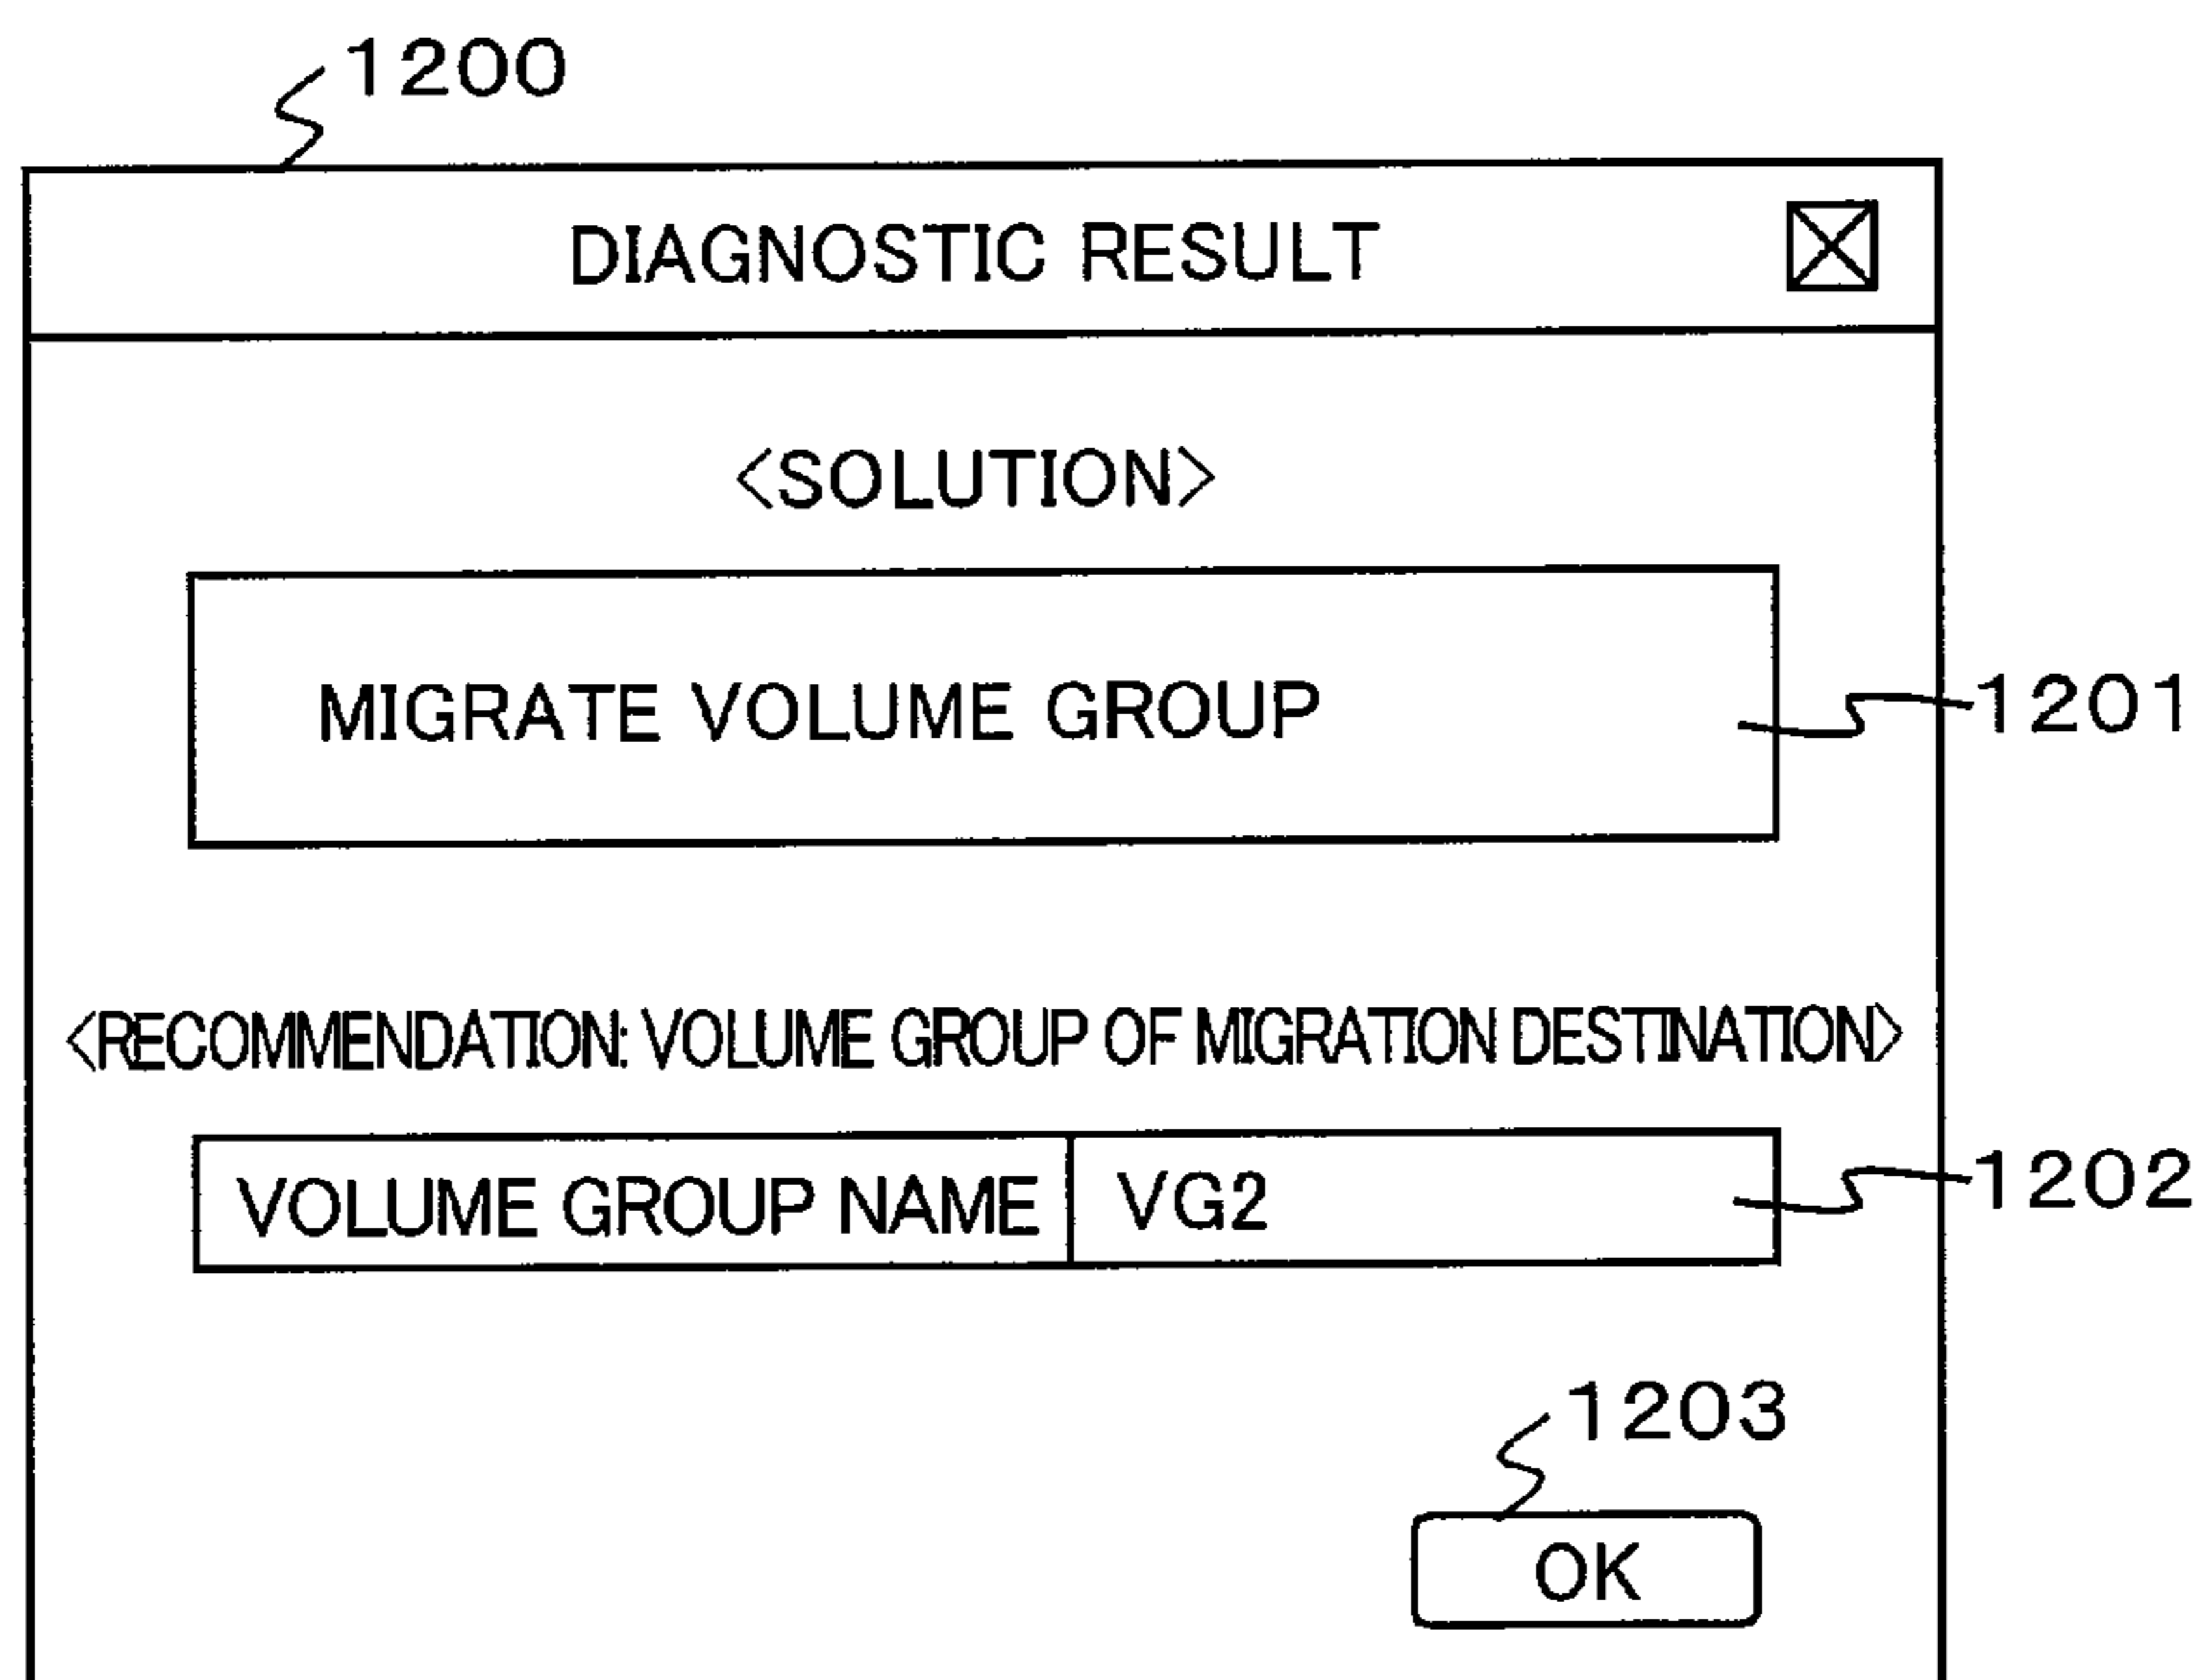 1200
DIAGNOSTIC RESULT
<SOLUTION>
MIGRATE VOLUME GROUP
1201
<RECOMMENDATION: VOLUME GROUP OF MIGRATION DESTINATION>
VOLUME GROUP NAME VG2
1202
1203
OK